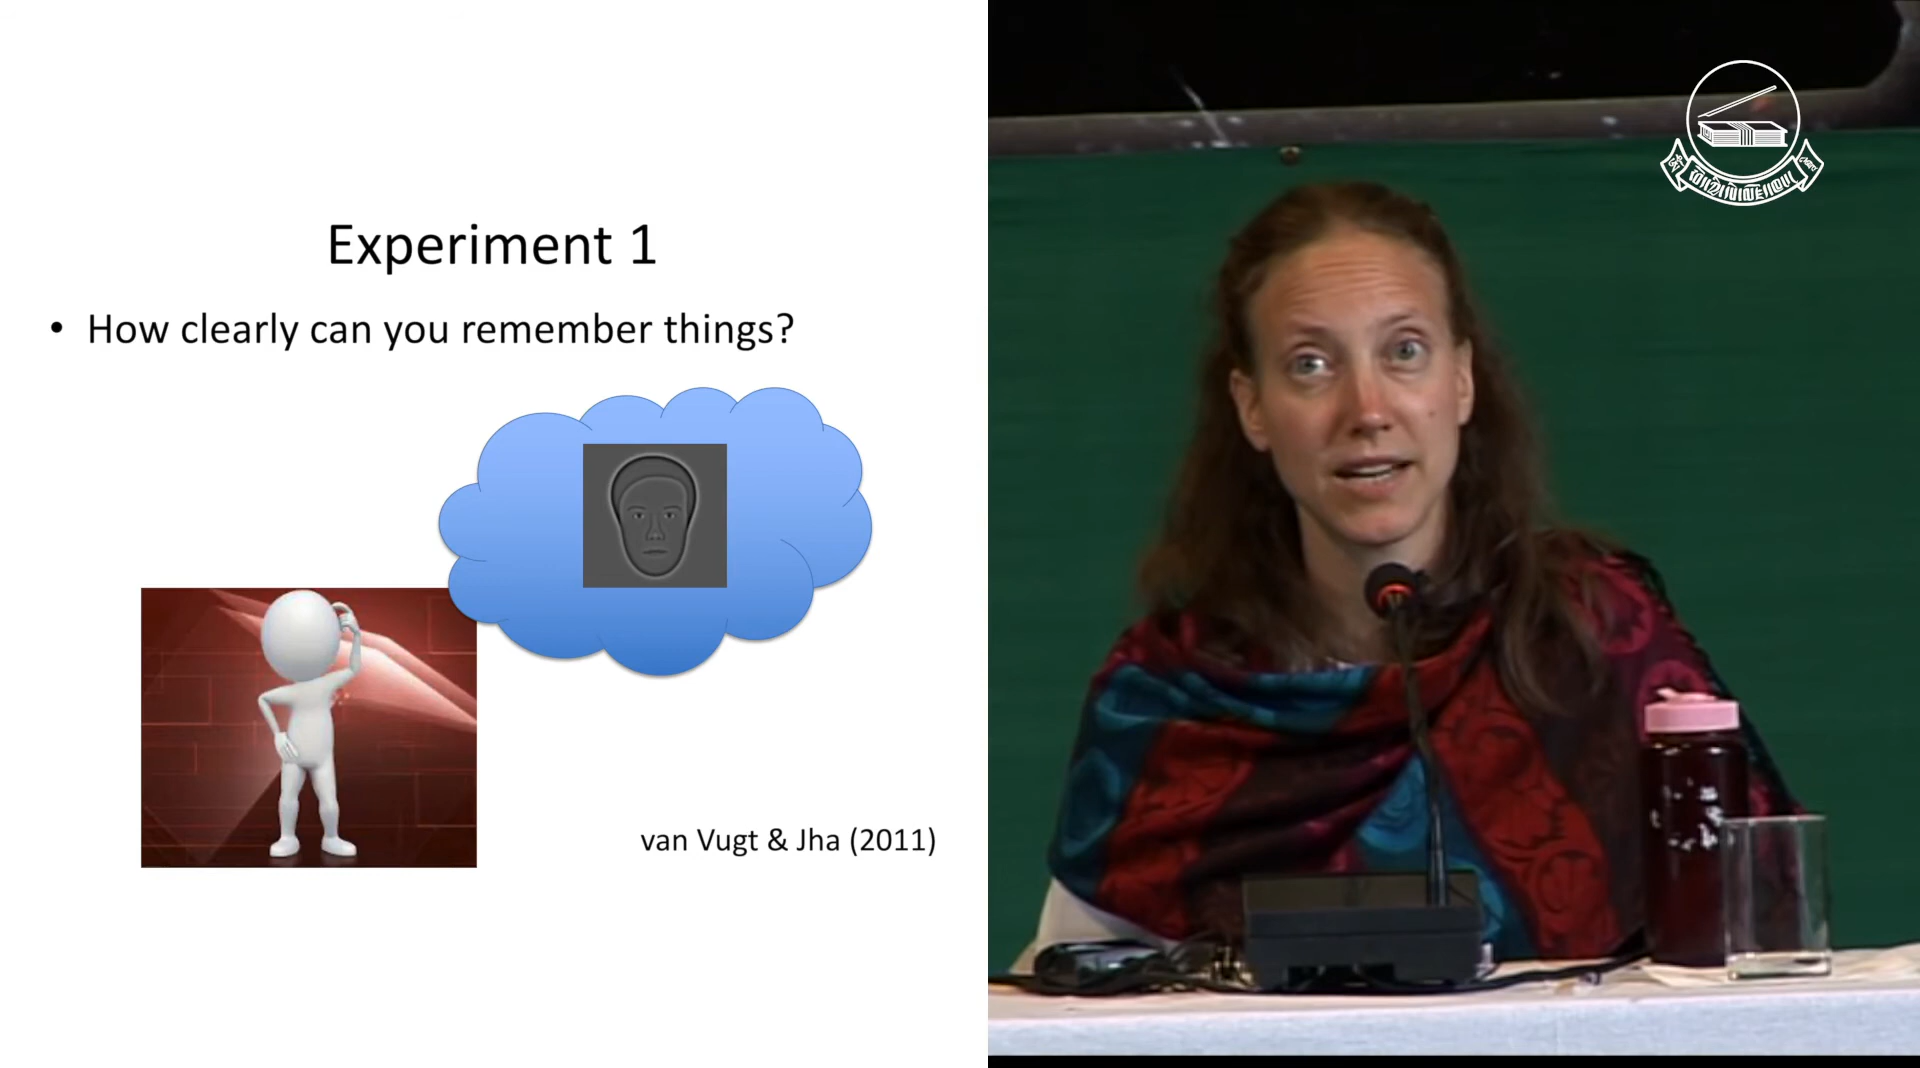 Experiment 1
• How clearly can you remember things?
van Vugt & Jha (2011)